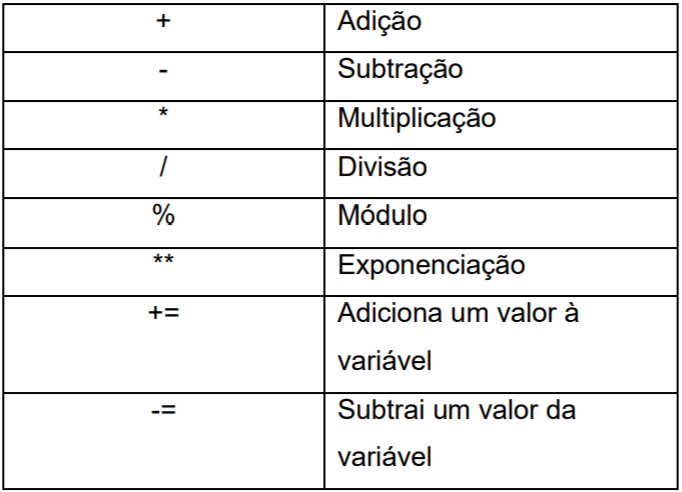 + Adição
- Subtração
* Multiplicação
/ Divisão
% Módulo
** Exponenciação
+= Adiciona um valor à
variável
-= Subtrai um valor da
variável